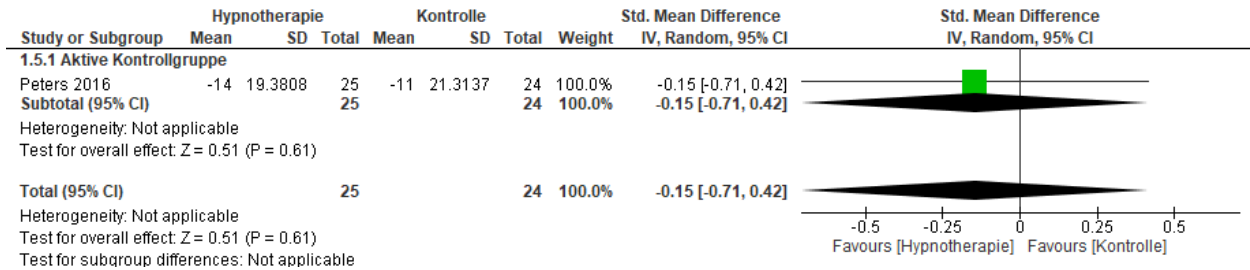 Hypnotherapie Kontrolle Std. Mean Difference Std. Mean Difference
Study or Subgroup Mean SD Total Mean SD Total Weight IV, Random, 95% CI IV, Random, 95% CI
1.5.1 Aktive Kontrollgruppe
Peters 2016 -14 19.3808 25 -11 21.3137 24 100.0% -0.15 [-0.71, 0.42]
Subtotal (95% CI) 25 24 100.0% -0.15 [-0.71, 0.42]
Heterogeneity: Not applicable
Test for overall effect: Z = 0.51 (P = 0.61)
Total (95% CI) 25 24 100.0% -0.15 [-0.71, 0.42]
Heterogeneity: Not applicable
Test for overall effect: Z = 0.51 (P = 0.61)
Test for subgroup differences: Not applicable
-0.5 -0.25 0 0.25 0.5
Favours [Hypnotherapie] Favours [Kontrolle]